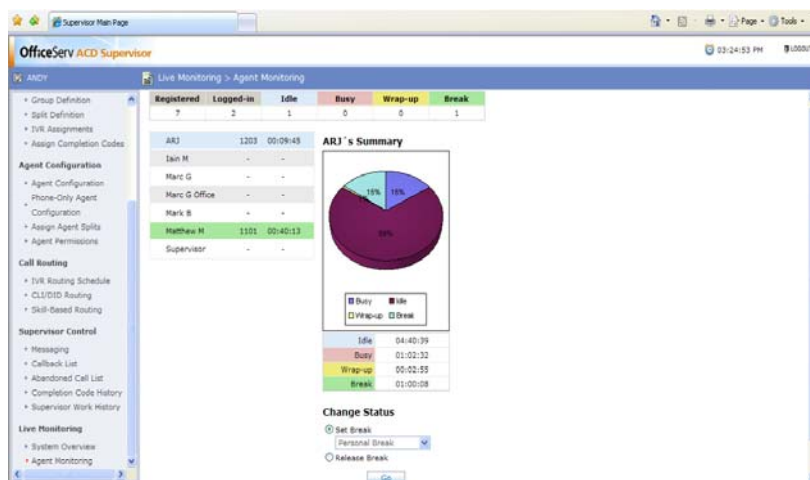 Supervisor Main Page
Page
Tools
OfficeServ ACD Supervisor
03:24:53 PM
LOGOUT
ANDY
Live Monitoring > Agent Monitoring
Group Definition
Split Definition
IVR Assignments
Assign Completion Codes
Agent Configuration
Agent Configuration
Phone-Only Agent
Configuration
Assign Agent Splits
Agent Permissions
Call Routing
IVR Routing Schedule
CLI/DID Routing
Skill-Based Routing
Supervisor Control
Messaging
Callback List
Abandoned Call List
Completion Code History
Supervisor Work History
Live Monitoring
System Overview
Agent Monitoring
Registered Logged-in Idle Busy Wrap-up Break
7 2 1 0 0 1
ARJ 1203 00:09:45
Iain M - -
Marc G - -
Marc G Office - -
Mark B - -
Matthew M 1101 00:40:13
Supervisor - -
ARJ`s Summary
15% 15%
Busy Idle
Wrap-up Break
Idle 04:40:39
Busy 01:02:32
Wrap-up 00:02:55
Break 01:00:08
Change Status
Set Break
Personal Break
Release Break
Go